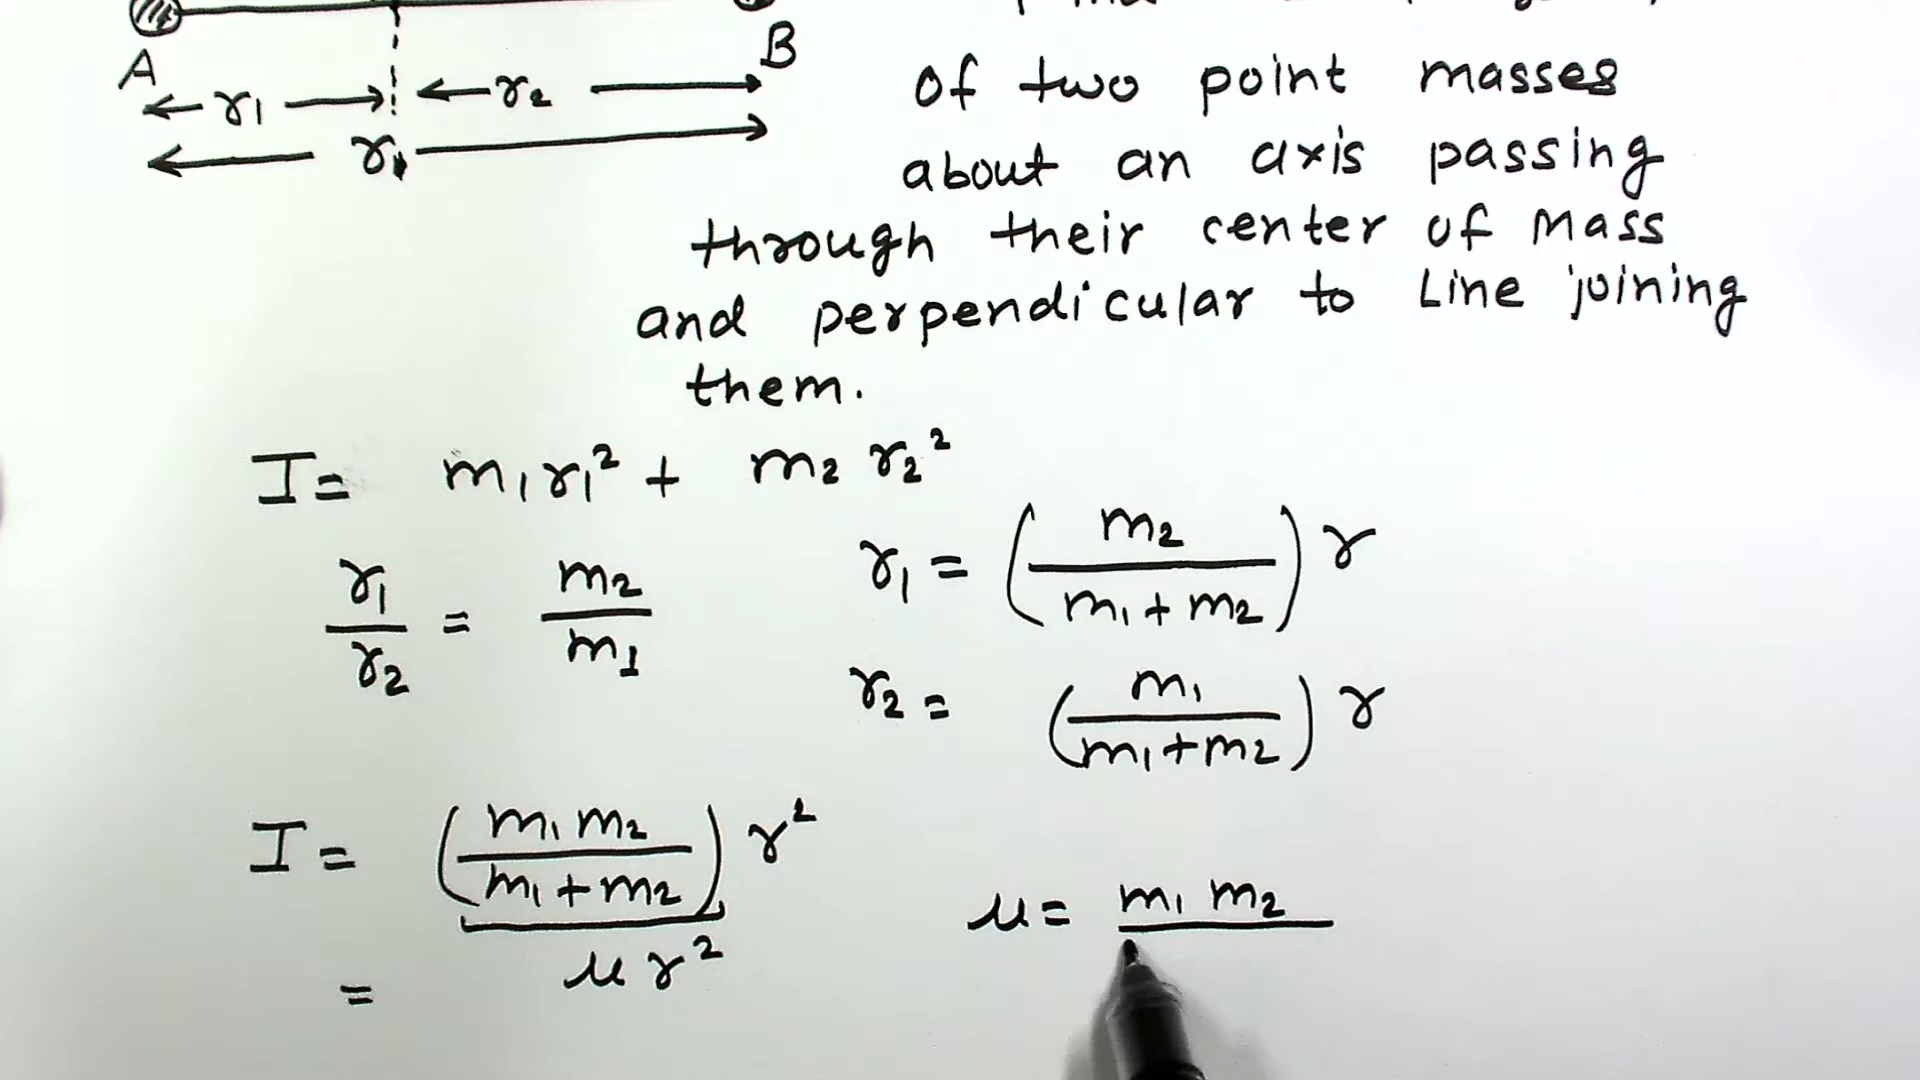 A
B
← r1 → ← r2 →
← r →
of two point masses
about an axis passing
through their center of mass
and perpendicular to Line joining
them.
I = m1r1² + m2 r2²
r1/r2 = m2/m1
r1 = (m2/(m1+m2)) r
r2 = (m1/(m1+m2)) r
I = (m1m2/(m1+m2)) r²
= μr²
μ = m1 m2